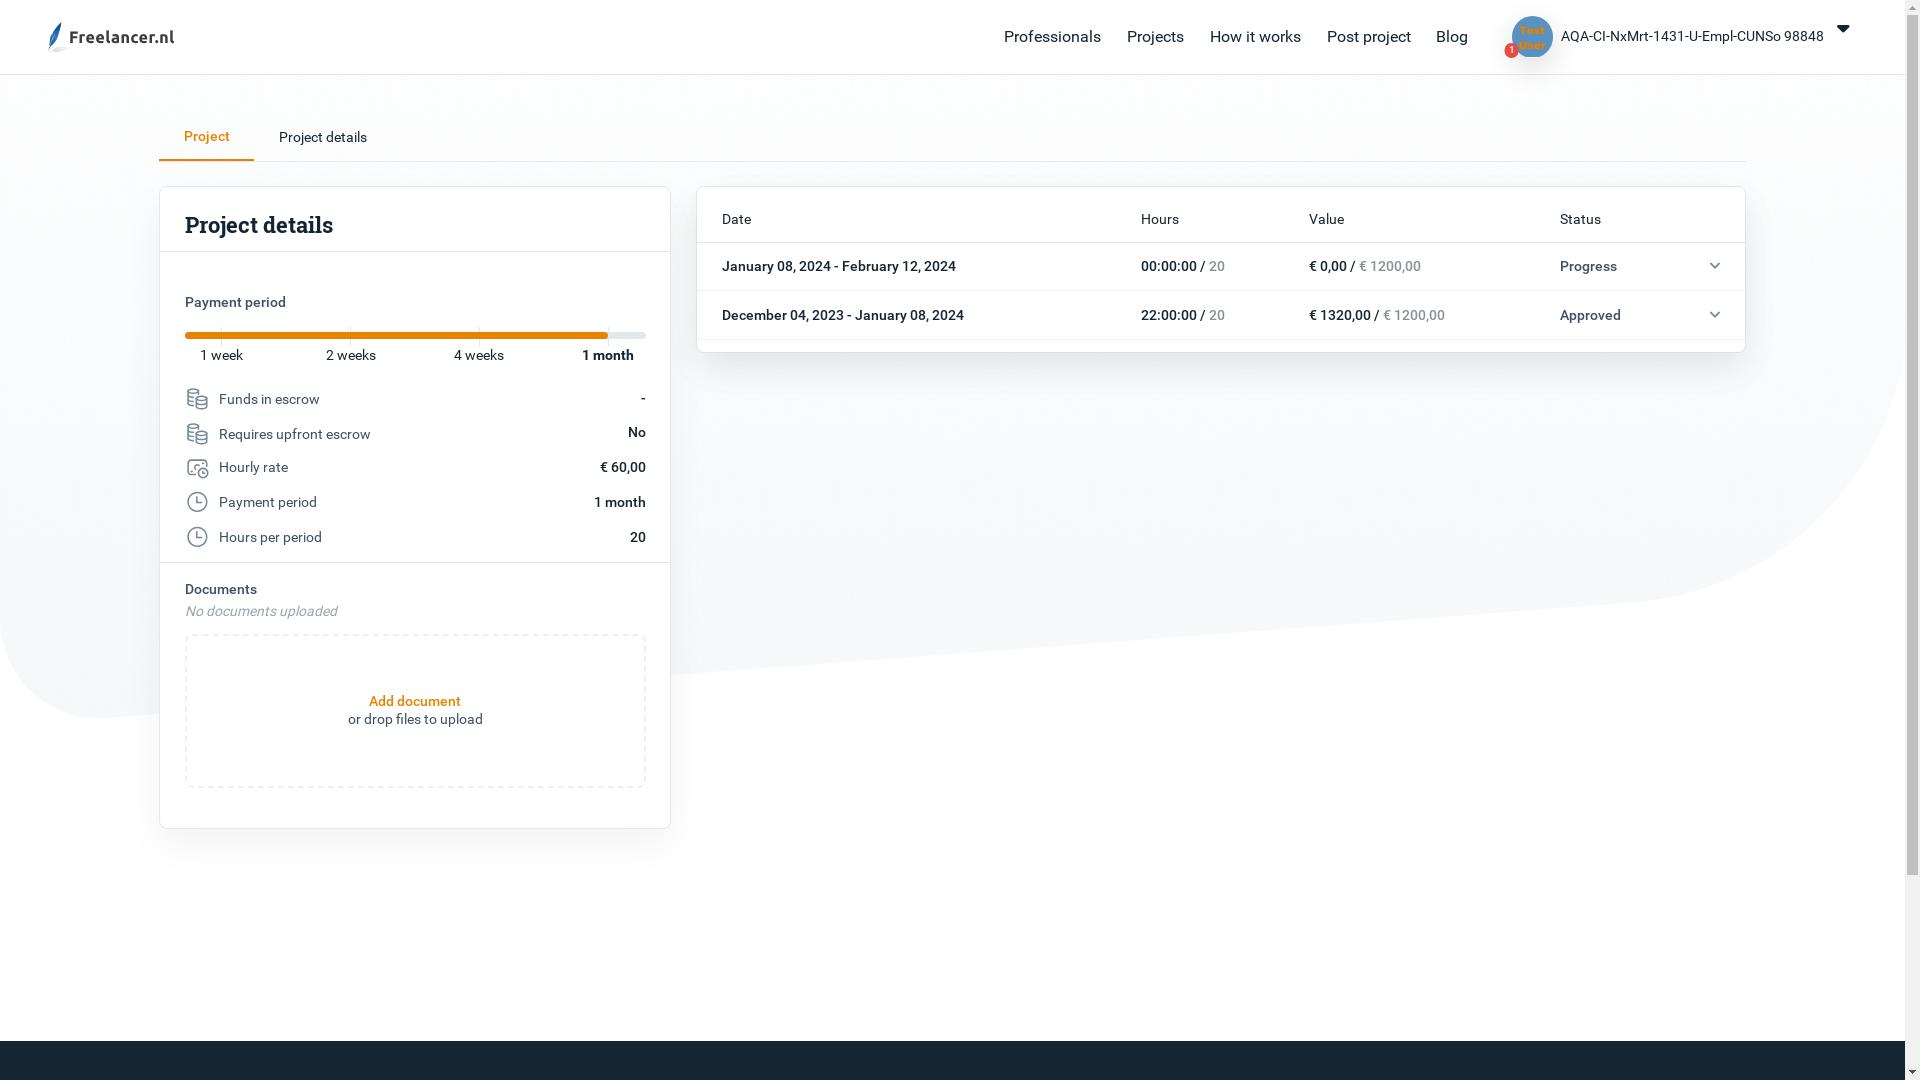 Freelancer.nl
Professionals
Projects
How it works
Post project
Blog
Test
User
1
AQA-CI-NxMrt-1431-U-Empl-CUNSo 98848
Project
Project details
Project details
Payment period
1 week
2 weeks
4 weeks
1 month
Funds in escrow -
Requires upfront escrow No
Hourly rate € 60,00
Payment period 1 month
Hours per period 20
Documents
No documents uploaded
Add document
or drop files to upload
Date Hours Value Status
January 08, 2024 - February 12, 2024 00:00:00 / 20 € 0,00 / € 1200,00 Progress
December 04, 2023 - January 08, 2024 22:00:00 / 20 € 1320,00 / € 1200,00 Approved